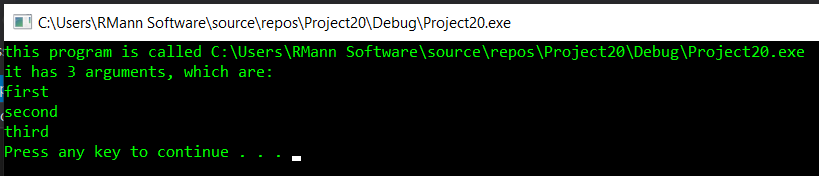 C:\Users\RMann Software\source\repos\Project20\Debug\Project20.exe
this program is called C:\Users\RMann Software\source\repos\Project20\Debug\Project20.exe
it has 3 arguments, which are:
first
second
third
Press any key to continue . . .